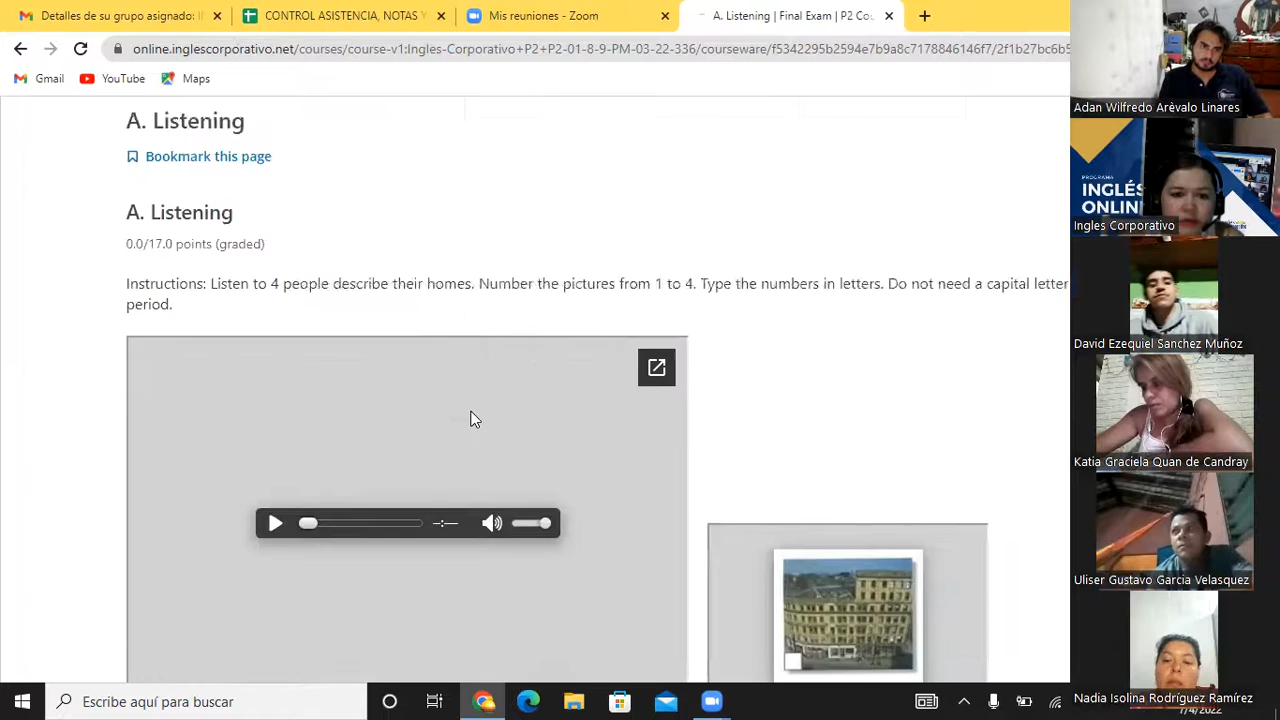 Detalles de su grupo asignado: I
CONTROL ASISTENCIA, NOTAS Y
Mis reuniones - Zoom
A. Listening | Final Exam | P2 Cou
online.inglescorporativo.net/courses/course-v1:Ingles-Corporativo+P2+P2-01-8-9-PM-03-22-336/courseware/f5342295b2594e7b9a8c7178846146f7/2f1b27bc6b5
Gmail
YouTube
Maps
A. Listening
Bookmark this page
A. Listening
0.0/17.0 points (graded)
Instructions: Listen to 4 people describe their homes. Number the pictures from 1 to 4. Type the numbers in letters. Do not need a capital letter
period.
-:--
Escribe aquí para buscar
7/4/2022
Adan Wilfredo Arèvalo Linares
PROGRAMA
INGLÉS
ONLINE
Ingles Corporativo
David Ezequiel Sanchez Muñoz
Katia Graciela Quan de Candray
Uliser Gustavo Garcia Velasquez
Nadia Isolina Rodríguez Ramírez